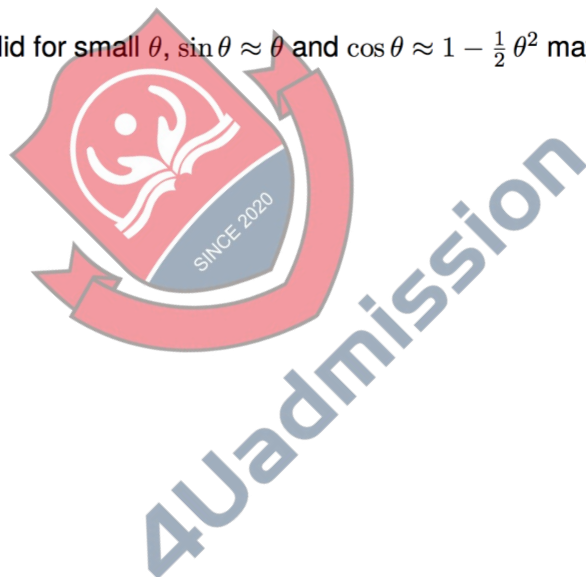 lid for small θ, sin θ ≈ θ and cos θ ≈ 1 − ½ θ² ma
SINCE 2020
4Uadmission